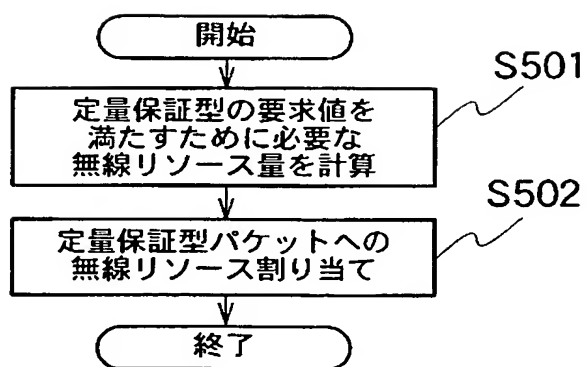 開始
S501
定量保証型の要求値を
満たすために必要な
無線リソース量を計算
S502
定量保証型パケットへの
無線リソース割り当て
終了